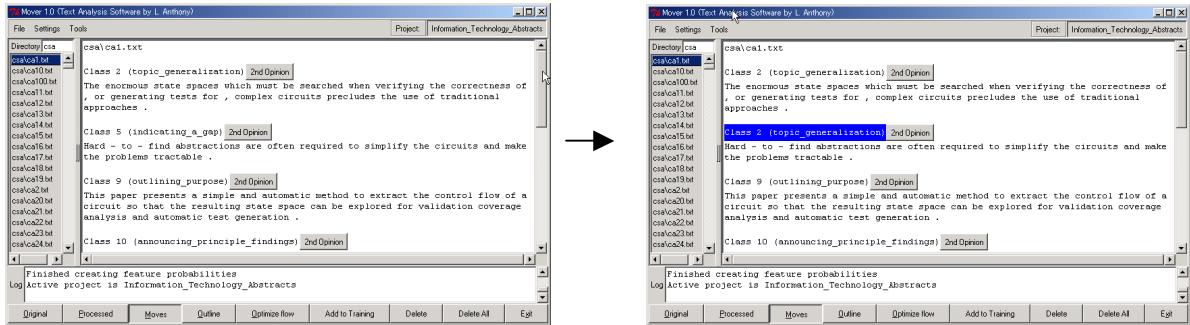 Mover 1.0 (Text Analysis Software by L. Anthony)
File Settings Tools Project: Information_Technology_Abstracts
Directory csa
csa\ca1.txt
csa\ca10.txt
csa\ca100.txt
csa\ca11.txt
csa\ca12.txt
csa\ca13.txt
csa\ca14.txt
csa\ca15.txt
csa\ca16.txt
csa\ca17.txt
csa\ca18.txt
csa\ca19.txt
csa\ca2.txt
csa\ca20.txt
csa\ca21.txt
csa\ca22.txt
csa\ca23.txt
csa\ca24.txt
csa\ca1.txt
Class 2 (topic_generalization) 2nd Opinion
The enormous state spaces which must be searched when verifying the correctness of
, or generating tests for , complex circuits precludes the use of traditional
approaches .
Class 5 (indicating_a_gap) 2nd Opinion
Hard - to - find abstractions are often required to simplify the circuits and make
the problems tractable .
Class 9 (outlining_purpose) 2nd Opinion
This paper presents a simple and automatic method to extract the control flow of a
circuit so that the resulting state space can be explored for validation coverage
analysis and automatic test generation .
Class 10 (announcing_principle_findings) 2nd Opinion
Log
Finished creating feature probabilities
Active project is Information_Technology_Abstracts
Original Processed Moves Outline Optimize flow Add to Training Delete Delete All Exit
Mover 1.0 (Text Analysis Software by L. Anthony)
File Settings Tools Project: Information_Technology_Abstracts
Directory csa
csa\ca1.txt
csa\ca10.txt
csa\ca100.txt
csa\ca11.txt
csa\ca12.txt
csa\ca13.txt
csa\ca14.txt
csa\ca15.txt
csa\ca16.txt
csa\ca17.txt
csa\ca18.txt
csa\ca19.txt
csa\ca2.txt
csa\ca20.txt
csa\ca21.txt
csa\ca22.txt
csa\ca23.txt
csa\ca24.txt
csa\ca1.txt
Class 2 (topic_generalization) 2nd Opinion
The enormous state spaces which must be searched when verifying the correctness of
, or generating tests for , complex circuits precludes the use of traditional
approaches .
Class 2 (topic_generalization) 2nd Opinion
Hard - to - find abstractions are often required to simplify the circuits and make
the problems tractable .
Class 9 (outlining_purpose) 2nd Opinion
This paper presents a simple and automatic method to extract the control flow of a
circuit so that the resulting state space can be explored for validation coverage
analysis and automatic test generation .
Class 10 (announcing_principle_findings) 2nd Opinion
Log
Finished creating feature probabilities
Active project is Information_Technology_Abstracts
Original Processed Moves Outline Optimize flow Add to Training Delete Delete All Exit